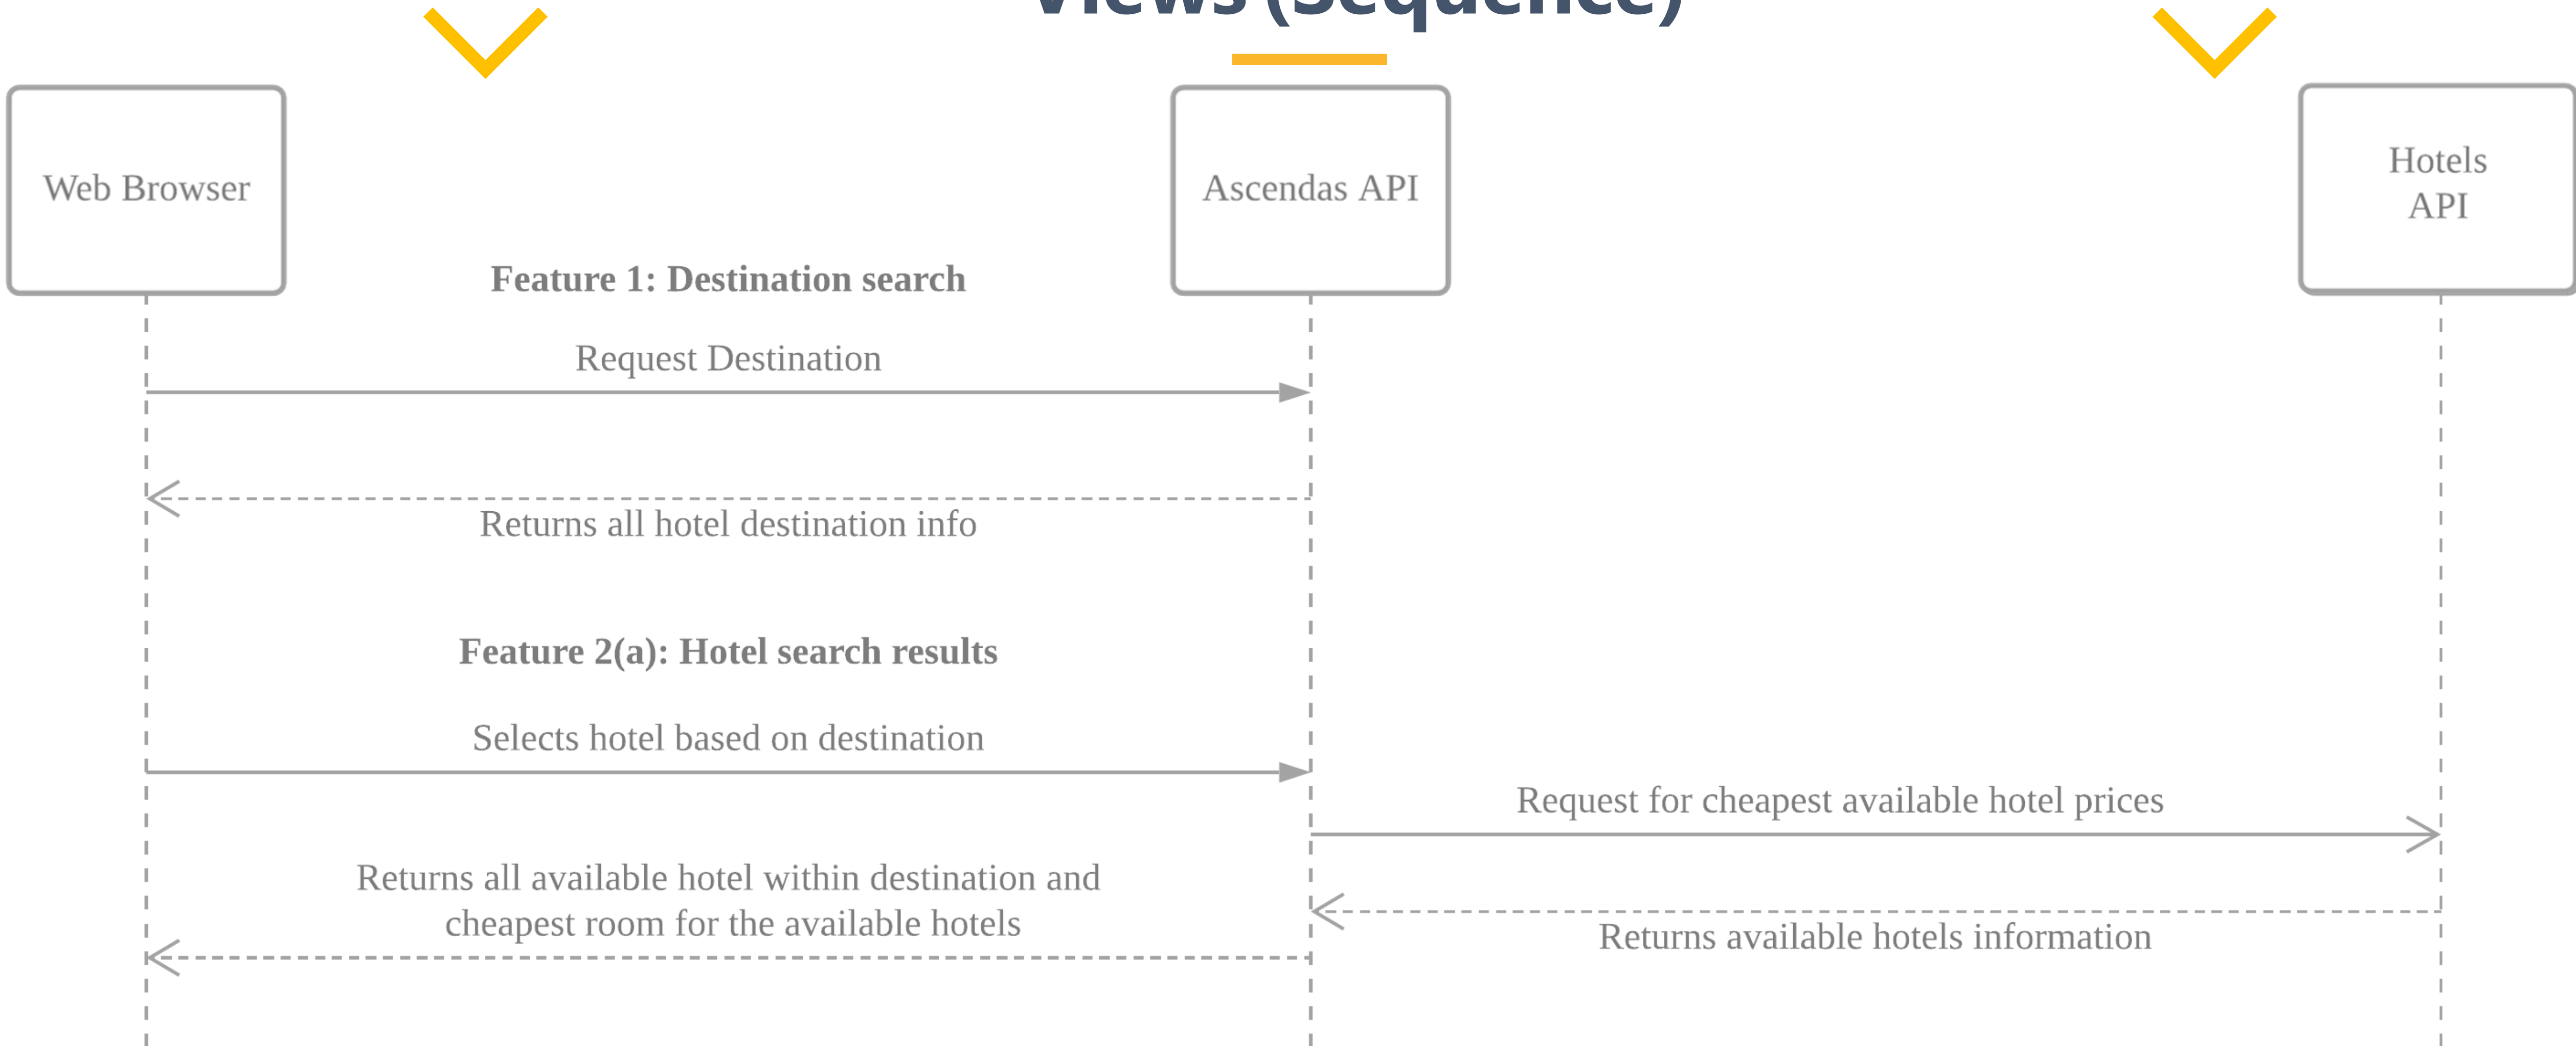 Views (Sequence)
Web Browser
Ascendas API
Hotels
API
Feature 1: Destination search
Request Destination
Returns all hotel destination info
Feature 2(a): Hotel search results
Selects hotel based on destination
Request for cheapest available hotel prices
Returns all available hotel within destination and
cheapest room for the available hotels
Returns available hotels information